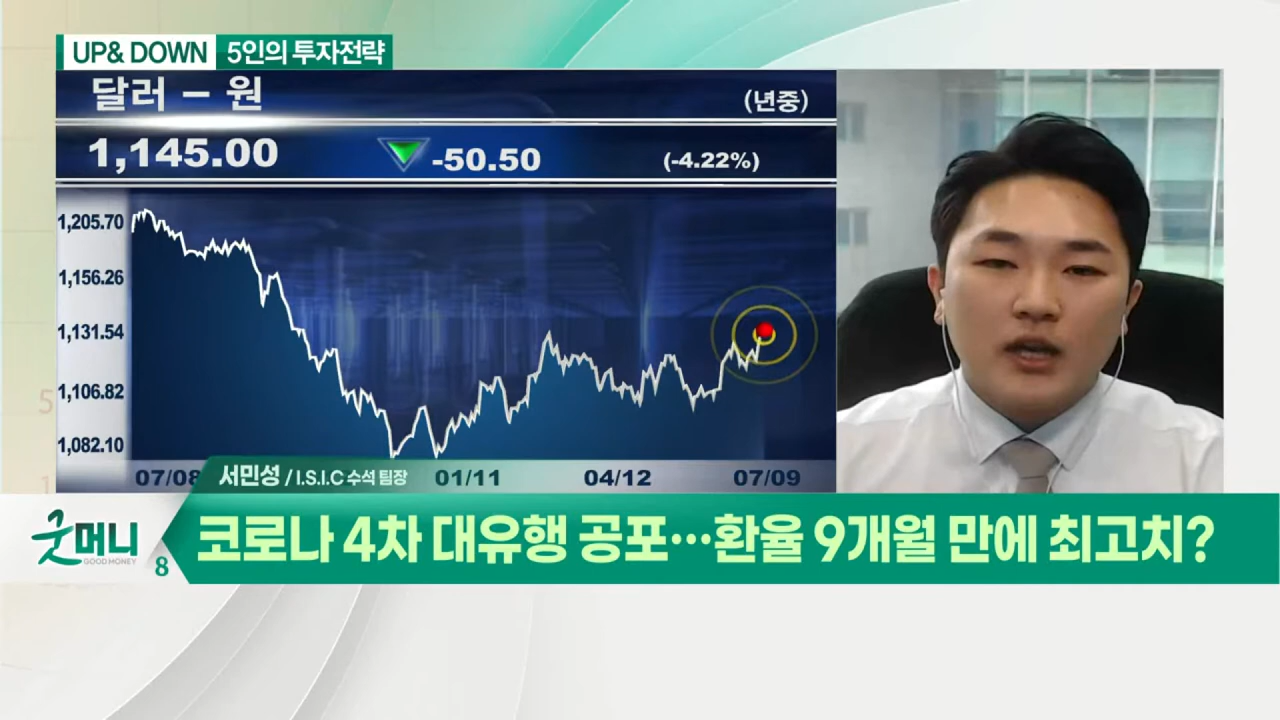 UP& DOWN 5인의 투자전략
달러 – 원 (년중)
1,145.00 -50.50 (-4.22%)
1,205.70
1,156.26
1,131.54
1,106.82
1,082.10
07/08 01/11 04/12 07/09
서민성 / I.S.I.C 수석 팀장
굿머니
GOOD MONEY
8
코로나 4차 대유행 공포…환율 9개월 만에 최고치?